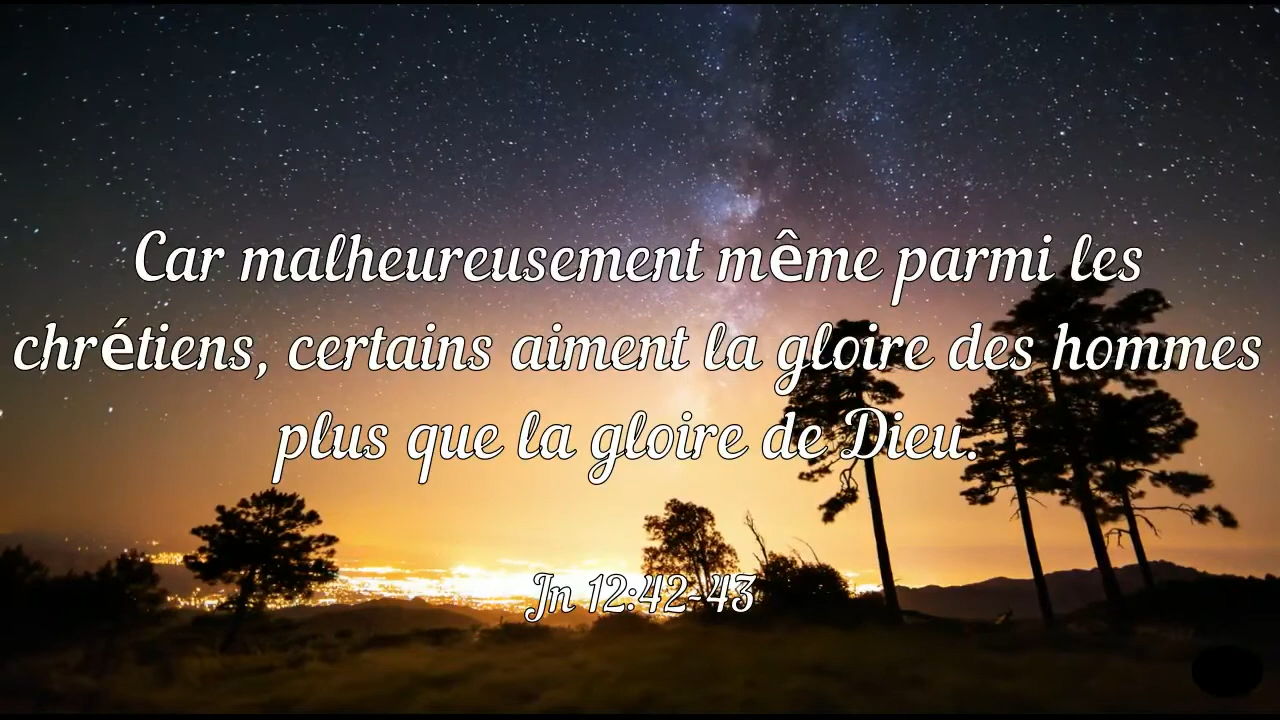 Car malheureusement même parmi les
chrétiens, certains aiment la gloire des hommes
plus que la gloire de Dieu.
Jn 12:42-43